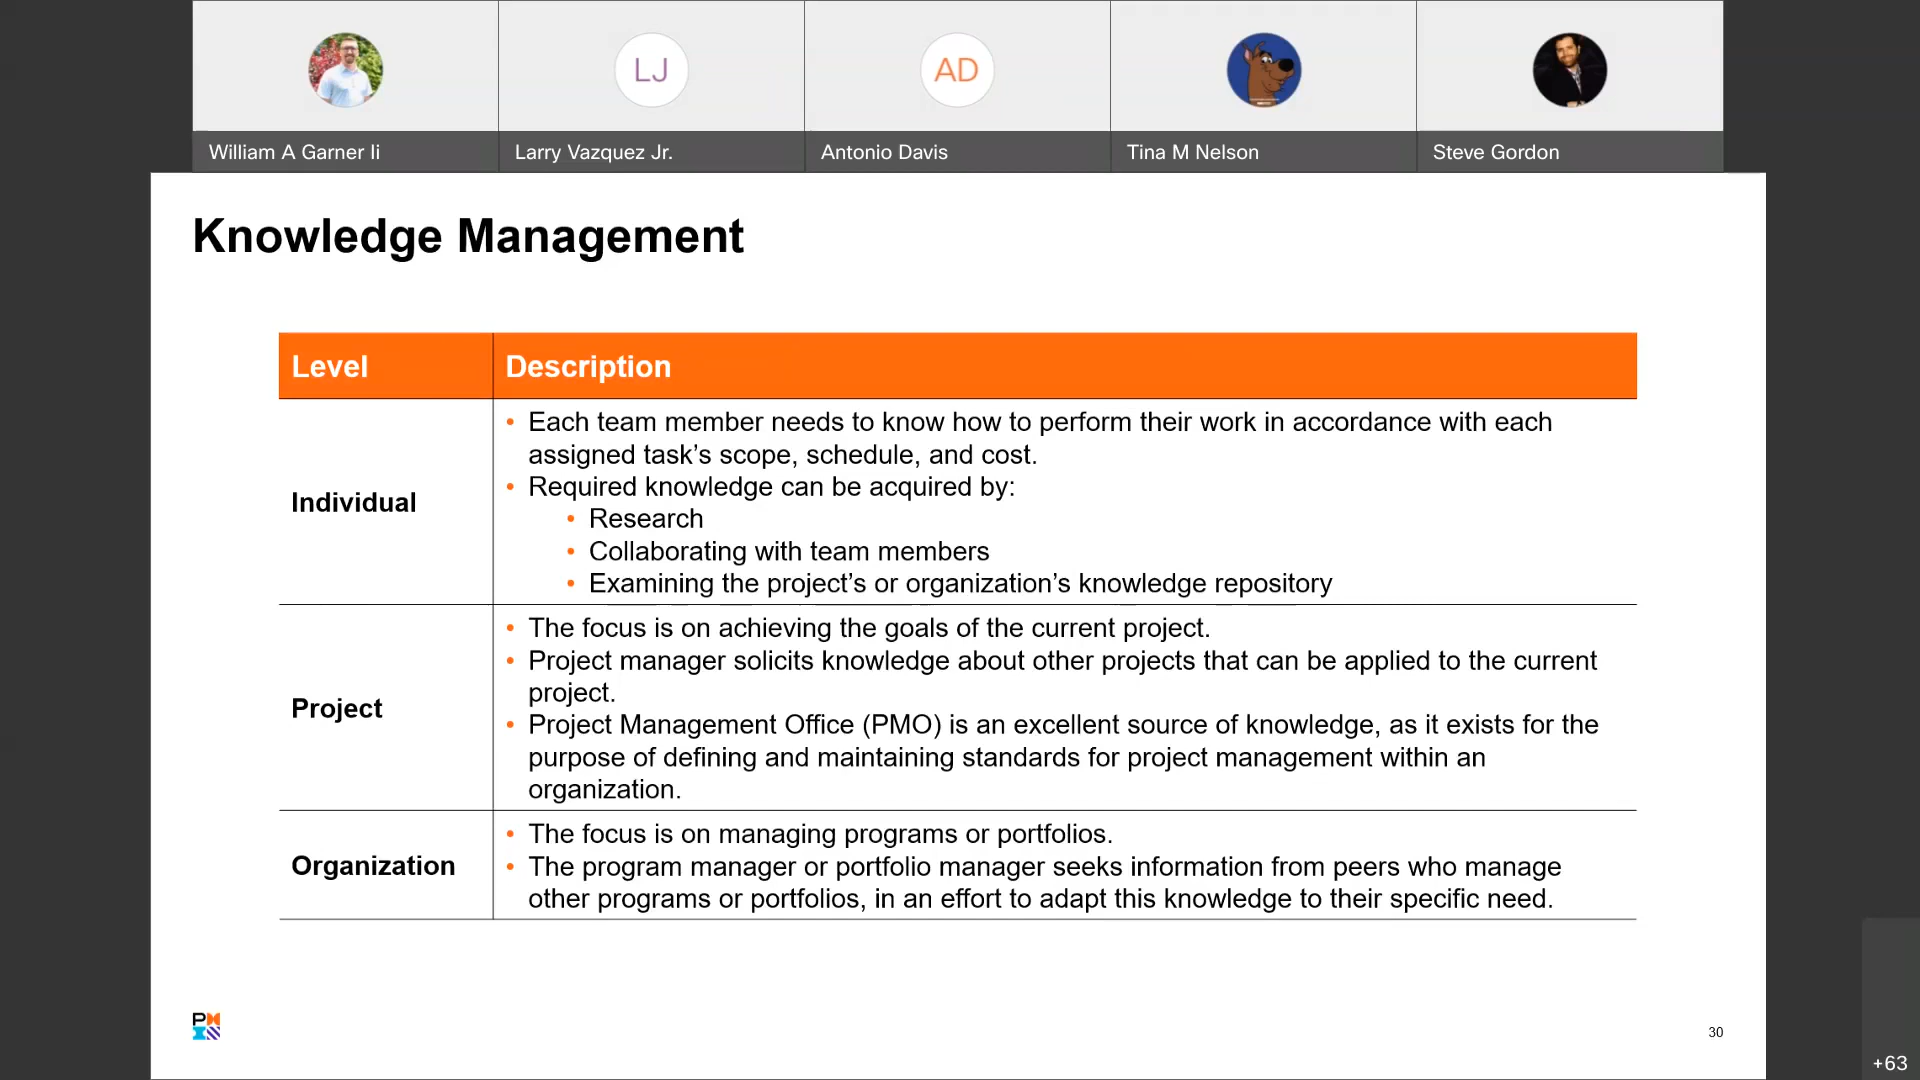 William A Garner Ii
LJ
Larry Vazquez Jr.
AD
Antonio Davis
Tina M Nelson
Steve Gordon
Knowledge Management
Level
Description
Individual
• Each team member needs to know how to perform their work in accordance with each
assigned task’s scope, schedule, and cost.
• Required knowledge can be acquired by:
• Research
• Collaborating with team members
• Examining the project’s or organization’s knowledge repository
Project
• The focus is on achieving the goals of the current project.
• Project manager solicits knowledge about other projects that can be applied to the current
project.
• Project Management Office (PMO) is an excellent source of knowledge, as it exists for the
purpose of defining and maintaining standards for project management within an
organization.
Organization
• The focus is on managing programs or portfolios.
• The program manager or portfolio manager seeks information from peers who manage
other programs or portfolios, in an effort to adapt this knowledge to their specific need.
30
+63